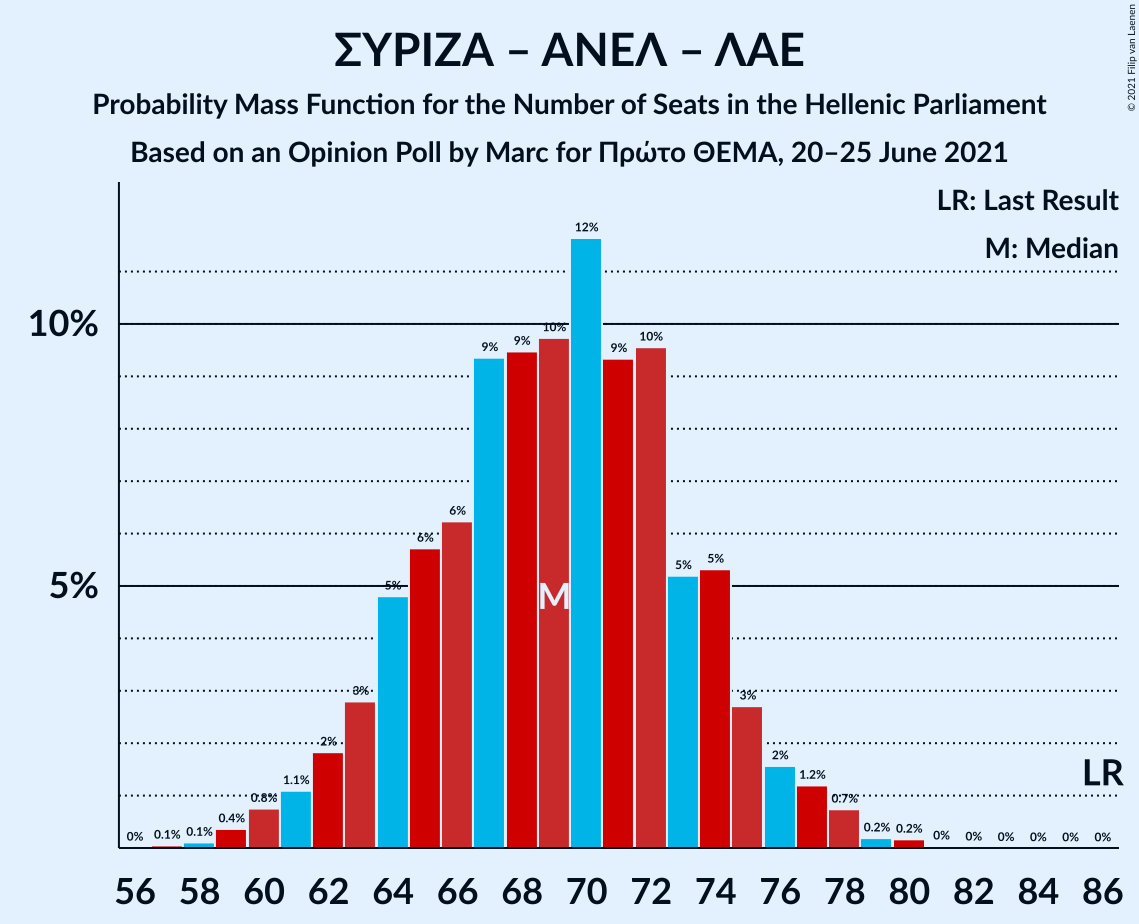 ΣΥΡΙΖΑ – ΑΝΕΛ – ΛΑΕ
Probability Mass Function for the Number of Seats in the Hellenic Parliament
Based on an Opinion Poll by Marc for Πρώτο ΘΕΜΑ, 20–25 June 2021
© 2021 Filip van Laenen
LR: Last Result
M: Median
10%
5%
0% 0.1% 0.1% 0.4% 0.8% 1.1% 2% 3% 5% 6% 6% 9% 9% 10% 12% 9% 10% 5% 5% 3% 2% 1.2% 0.7% 0.2% 0.2% 0% 0% 0% 0% 0% 0%
M
LR
56 58 60 62 64 66 68 70 72 74 76 78 80 82 84 86